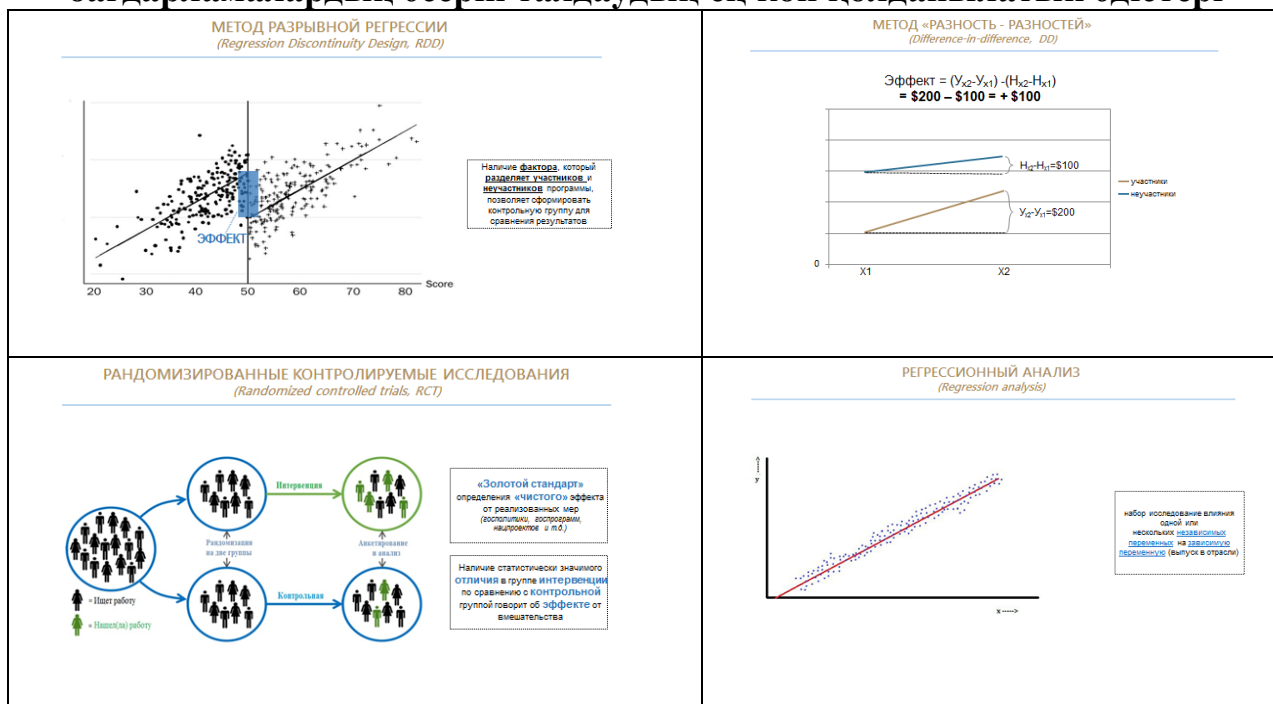 МЕТОД РАЗРЫВНОЙ РЕГРЕССИИ
(Regression Discontinuity Design, RDD)
Наличие фактора, который
разделяет участников и
неучастников программы,
позволяет сформировать
контрольную группу для
сравнения результатов
ЭФФЕКТ
Score
20 30 40 50 60 70 80
МЕТОД «РАЗНОСТЬ - РАЗНОСТЕЙ»
(Difference-in-difference, DD)
Эффект = (Ух2-Ух1) -(Нх2-Нх1)
= $200 – $100 = + $100
Ht2-Ht1=$100
Уt2-Уt1=$200
участники
неучастники
0
X1 X2
РАНДОМИЗИРОВАННЫЕ КОНТРОЛИРУЕМЫЕ ИССЛЕДОВАНИЯ
(Randomized controlled trials, RCT)
Интервенция
Рандомизация
на две группы
Анкетирование
и анализ
Контрольная
= Ищет работу
= Нашел(ла) работу
«Золотой стандарт»
определения «чистого» эффекта
от реализованных мер
(госполитики, госпрограмм,
нацпроектов и т.д.)
Наличие статистически значимого
отличия в группе интервенции
по сравнению с контрольной
группой говорит об эффекте от
вмешательства
РЕГРЕССИОННЫЙ АНАЛИЗ
(Regression analysis)
y ---->
x ----->
набор исследование влияния
одной или
нескольких независимых
переменных на зависимую
переменную (выпуск в отрасли)